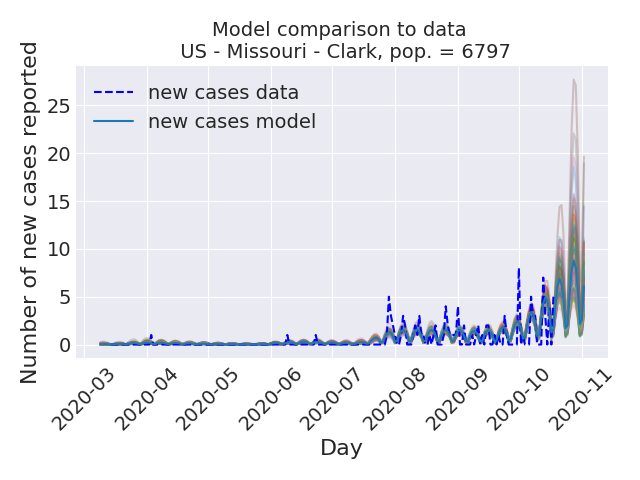 Model comparison to data
US - Missouri - Clark, pop. = 6797
Number of new cases reported
25
20
15
10
5
0
new cases data
new cases model
2020-03
2020-04
2020-05
2020-06
2020-07
2020-08
2020-09
2020-10
2020-11
Day